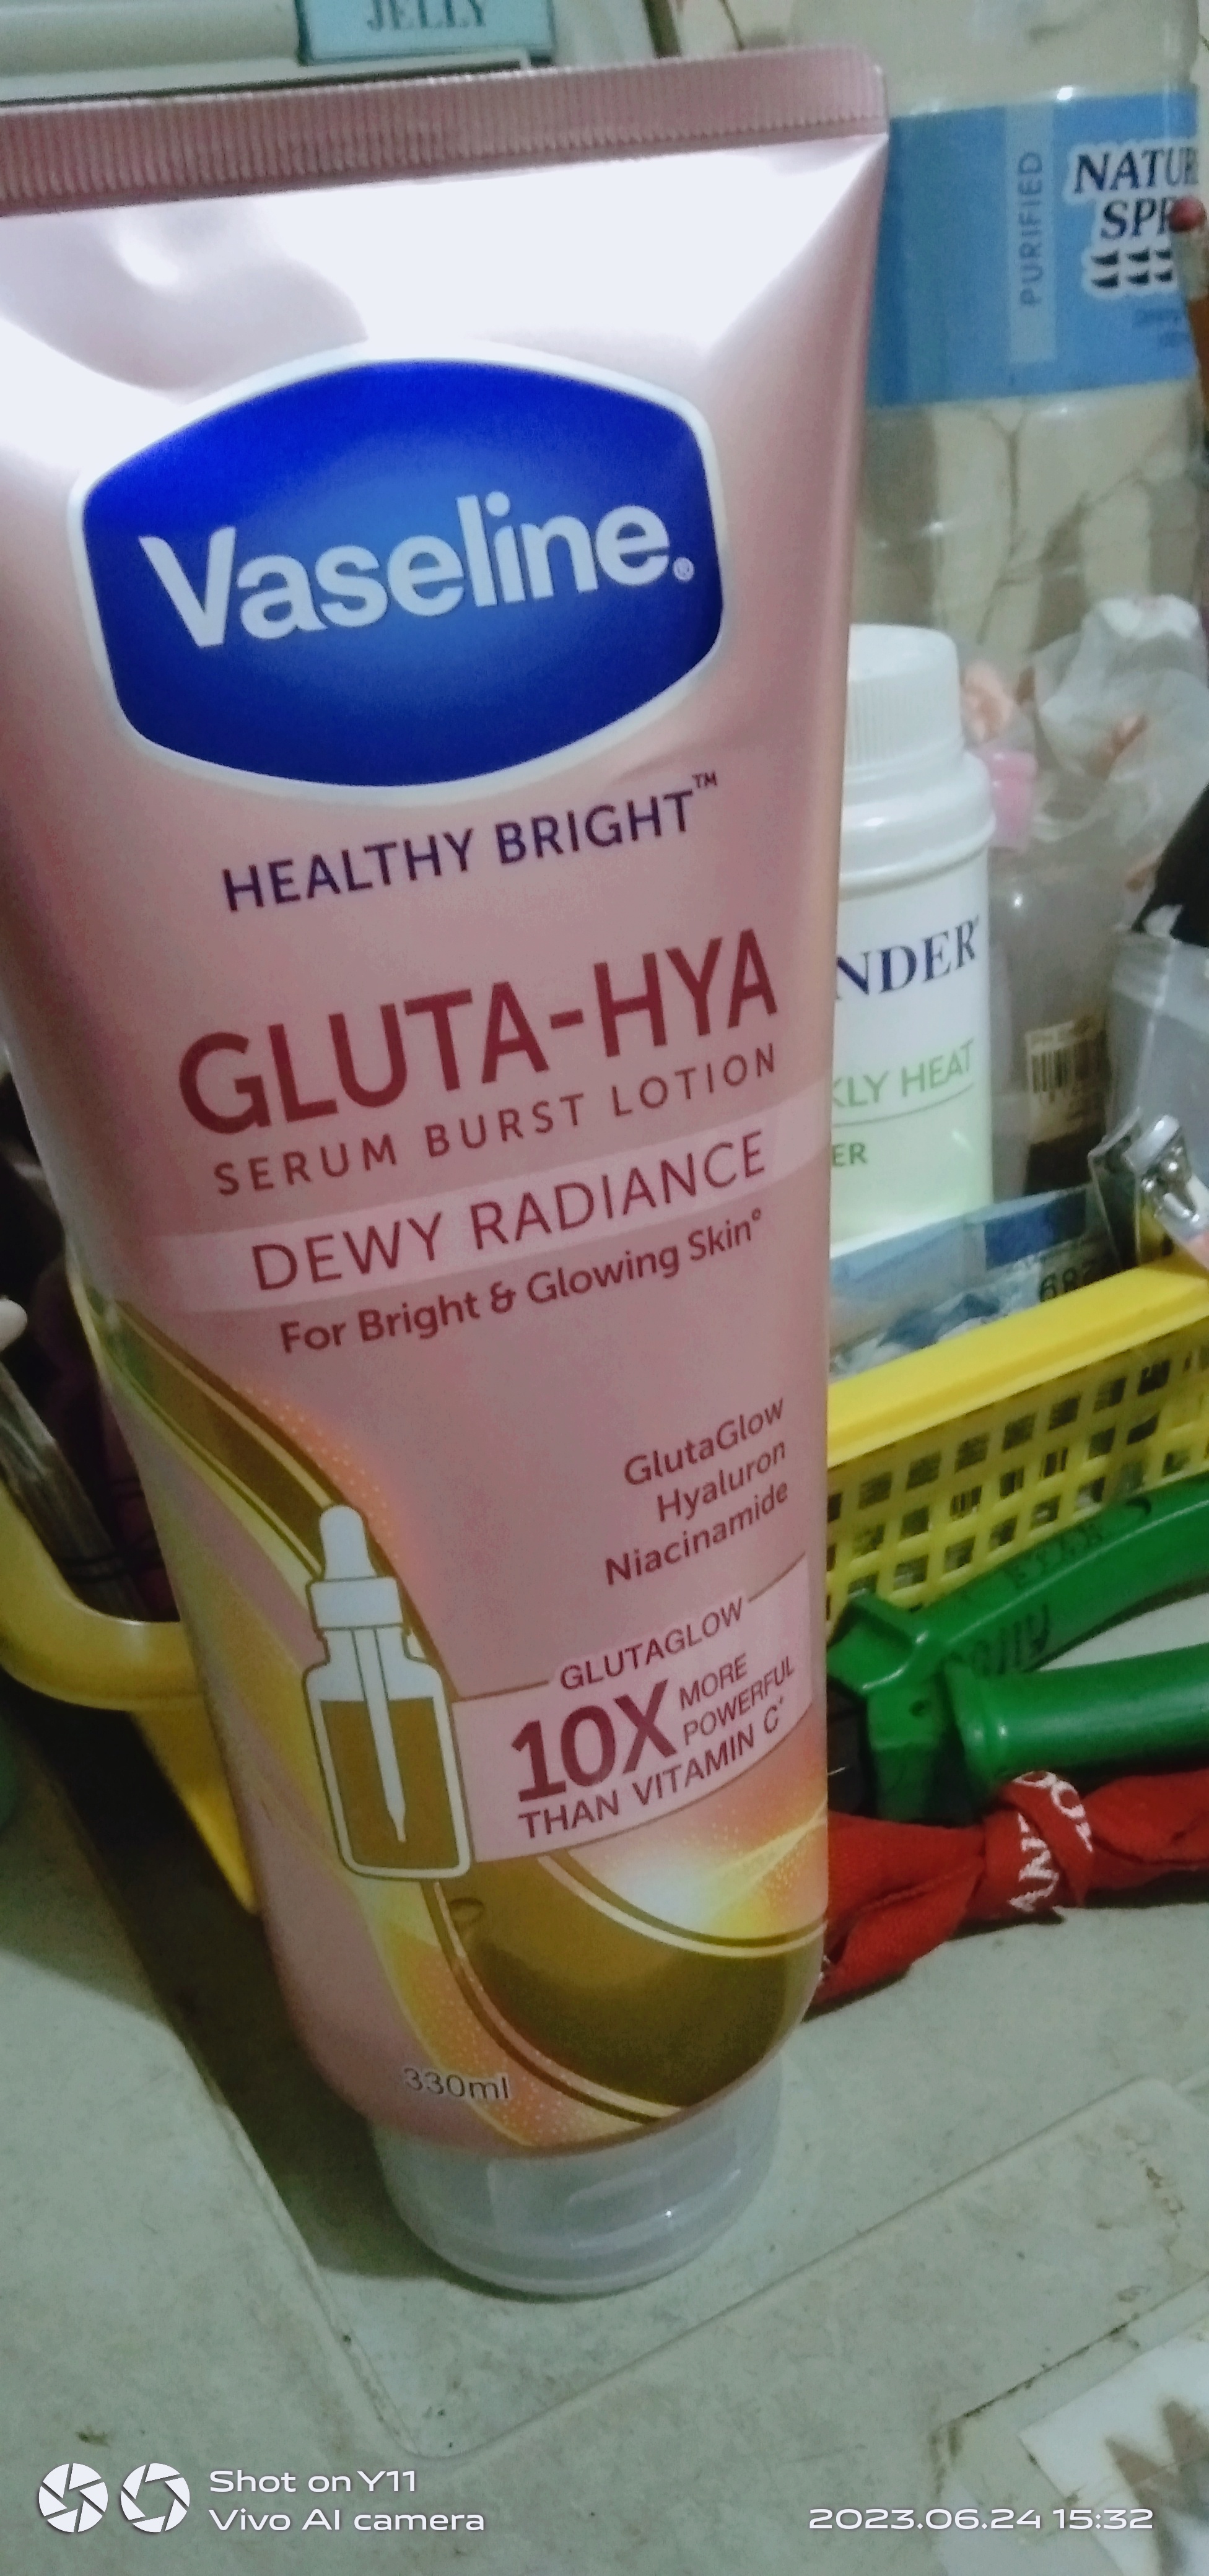 JELLY
PURIFIED
Vaseline®
HEALTHY BRIGHT™
GLUTA-HYA
SERUM BURST LOTION
DEWY RADIANCE
For Bright & Glowing Skin°
GlutaGlow
Hyaluron
Niacinamide
GLUTAGLOW
10X MORE
POWERFUL
THAN VITAMIN C*
330ml
NDER
KLY HEAT
ER
Shot on Y11
Vivo AI camera
2023.06.24 15:32